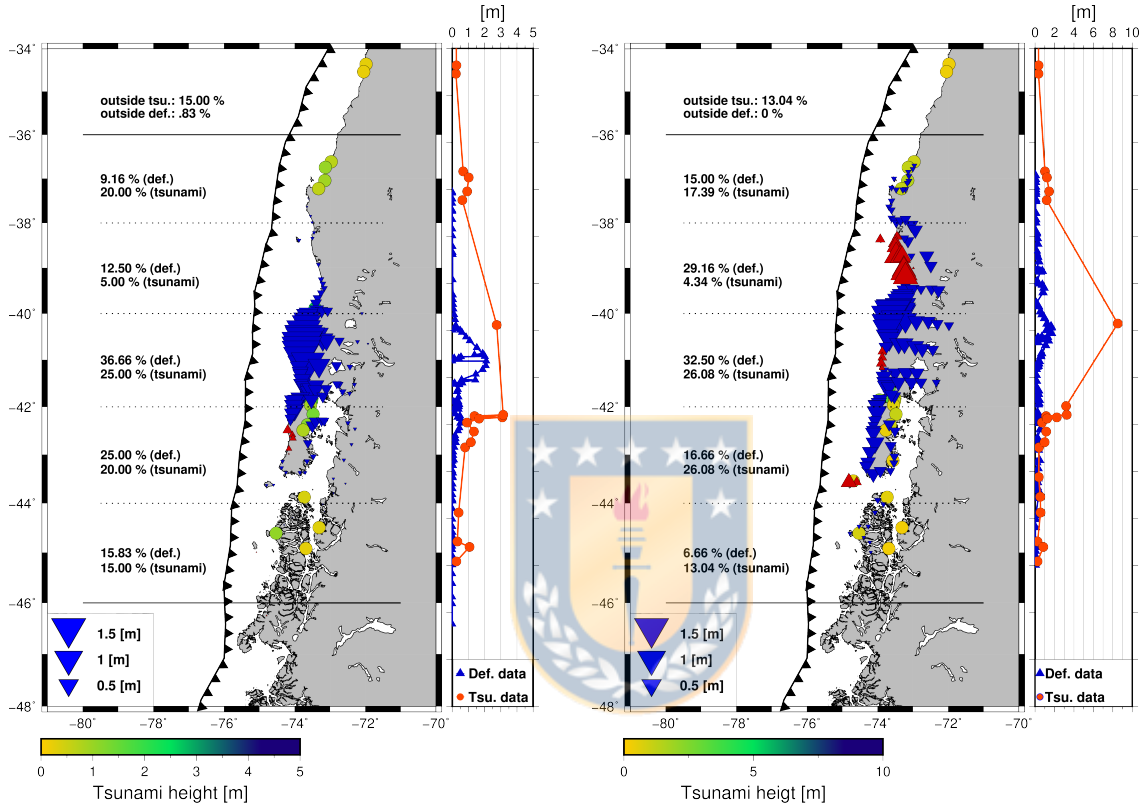 [m]
0 1 2 3 4 5
−34°
outside tsu.: 15.00 %
outside def.: .83 %
−36°
9.16 % (def.)
20.00 % (tsunami)
−38°
12.50 % (def.)
5.00 % (tsunami)
−40°
36.66 % (def.)
25.00 % (tsunami)
−42°
25.00 % (def.)
20.00 % (tsunami)
−44°
15.83 % (def.)
15.00 % (tsunami)
−46°
1.5 [m]
1 [m]
0.5 [m]
−48°
Def. data
Tsu. data
−80° −78° −76° −74° −72° −70°
0 1 2 3 4 5
Tsunami height [m]
[m]
0 2 4 6 8 10
−34°
outside tsu.: 13.04 %
outside def.: 0 %
−36°
15.00 % (def.)
17.39 % (tsunami)
−38°
29.16 % (def.)
4.34 % (tsunami)
−40°
32.50 % (def.)
26.08 % (tsunami)
−42°
16.66 % (def.)
26.08 % (tsunami)
−44°
6.66 % (def.)
13.04 % (tsunami)
−46°
1.5 [m]
1 [m]
0.5 [m]
−48°
Def. data
Tsu. data
−80° −78° −76° −74° −72° −70°
0 5 10
Tsunami heigt [m]